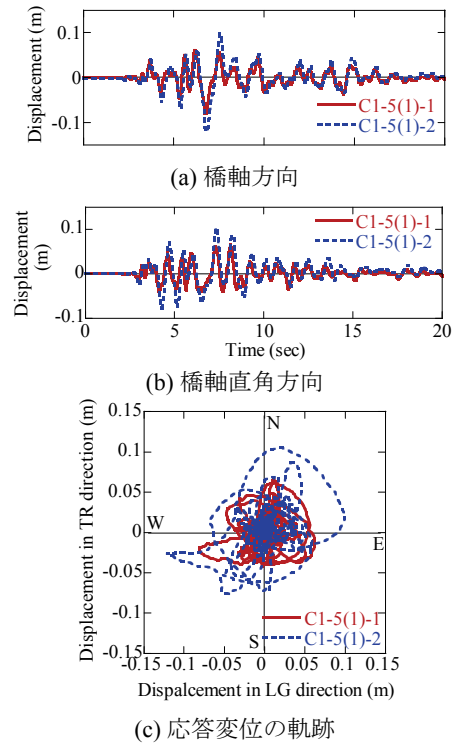 Displacement (m)
0.1
0
-0.1
C1-5(1)-1
C1-5(1)-2
(a) 橋軸方向
Displacement
(m)
0.1
0
-0.1
C1-5(1)-1
C1-5(1)-2
0 5 10 15 20
Time (sec)
(b) 橋軸直角方向
Displacement in TR direction (m)
0.15
0.1
0.05
0
-0.05
-0.1
-0.15
N
W
E
S
C1-5(1)-1
C1-5(1)-2
-0.15 -0.1 -0.05 0 0.05 0.1 0.15
Dispalcement in LG direction (m)
(c) 応答変位の軌跡